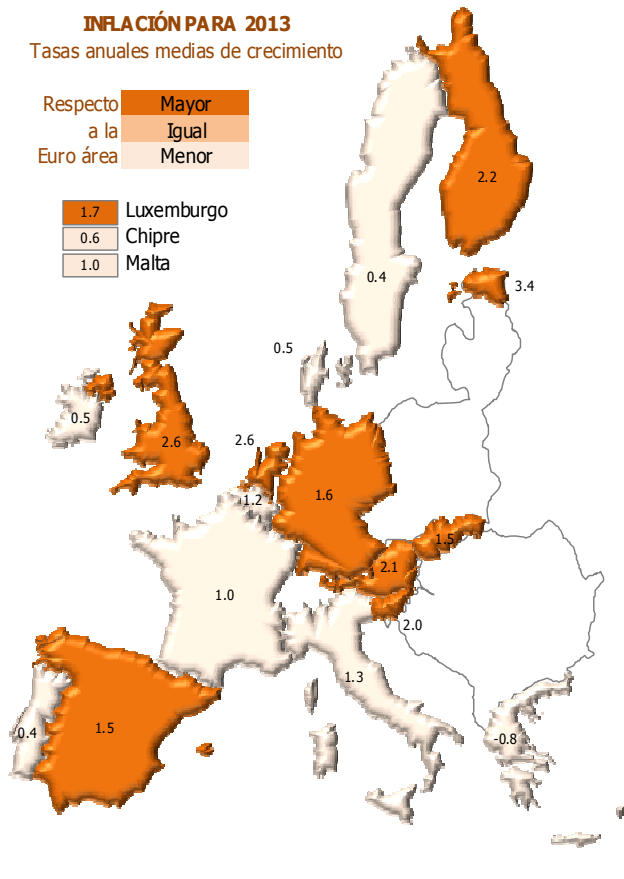 INFLACIÓN PARA 2013
Tasas anuales medias de crecimiento
Respecto Mayor
a la Igual
Euro área Menor
1.7 Luxemburgo
0.6 Chipre
1.0 Malta
2.2
0.4
3.4
0.5
0.5
2.6
2.6
1.2
1.6
1.5
2.1
1.0
2.0
1.3
0.4
1.5
-0.8